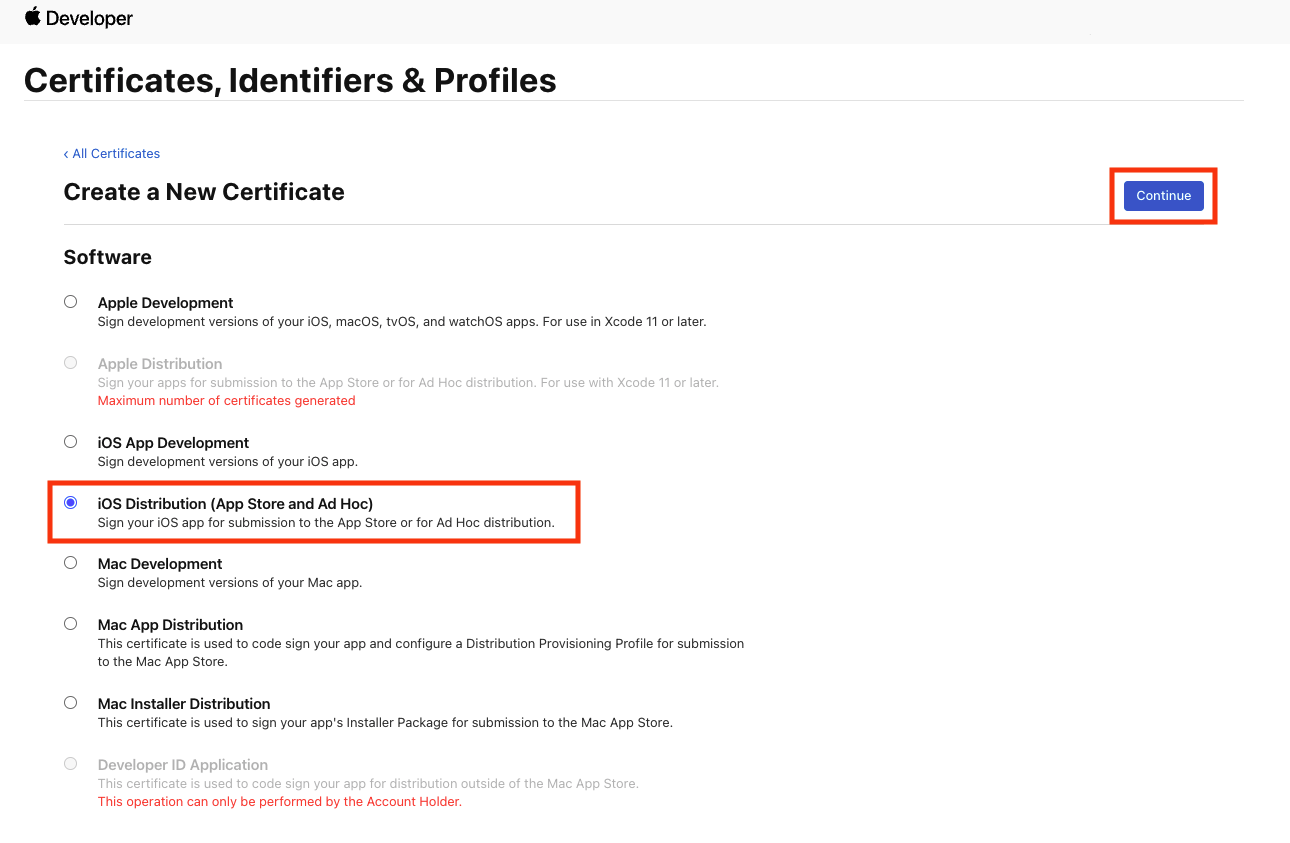 Developer
Certificates, Identifiers & Profiles
‹ All Certificates
Create a New Certificate
Continue
Software
Apple Development
Sign development versions of your iOS, macOS, tvOS, and watchOS apps. For use in Xcode 11 or later.
Apple Distribution
Sign your apps for submission to the App Store or for Ad Hoc distribution. For use with Xcode 11 or later.
Maximum number of certificates generated
iOS App Development
Sign development versions of your iOS app.
iOS Distribution (App Store and Ad Hoc)
Sign your iOS app for submission to the App Store or for Ad Hoc distribution.
Mac Development
Sign development versions of your Mac app.
Mac App Distribution
This certificate is used to code sign your app and configure a Distribution Provisioning Profile for submission
to the Mac App Store.
Mac Installer Distribution
This certificate is used to sign your app's Installer Package for submission to the Mac App Store.
Developer ID Application
This certificate is used to code sign your app for distribution outside of the Mac App Store.
This operation can only be performed by the Account Holder.